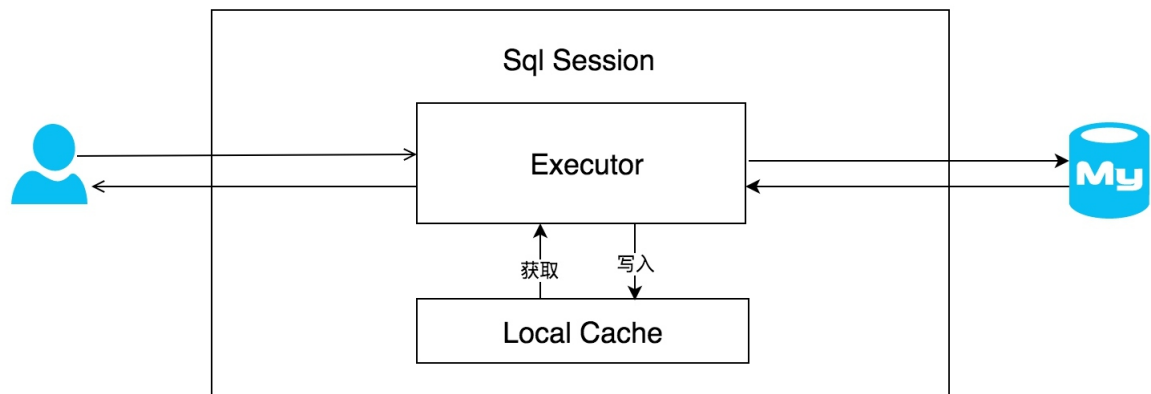 Sql Session
Executor
My
获取
写入
Local Cache